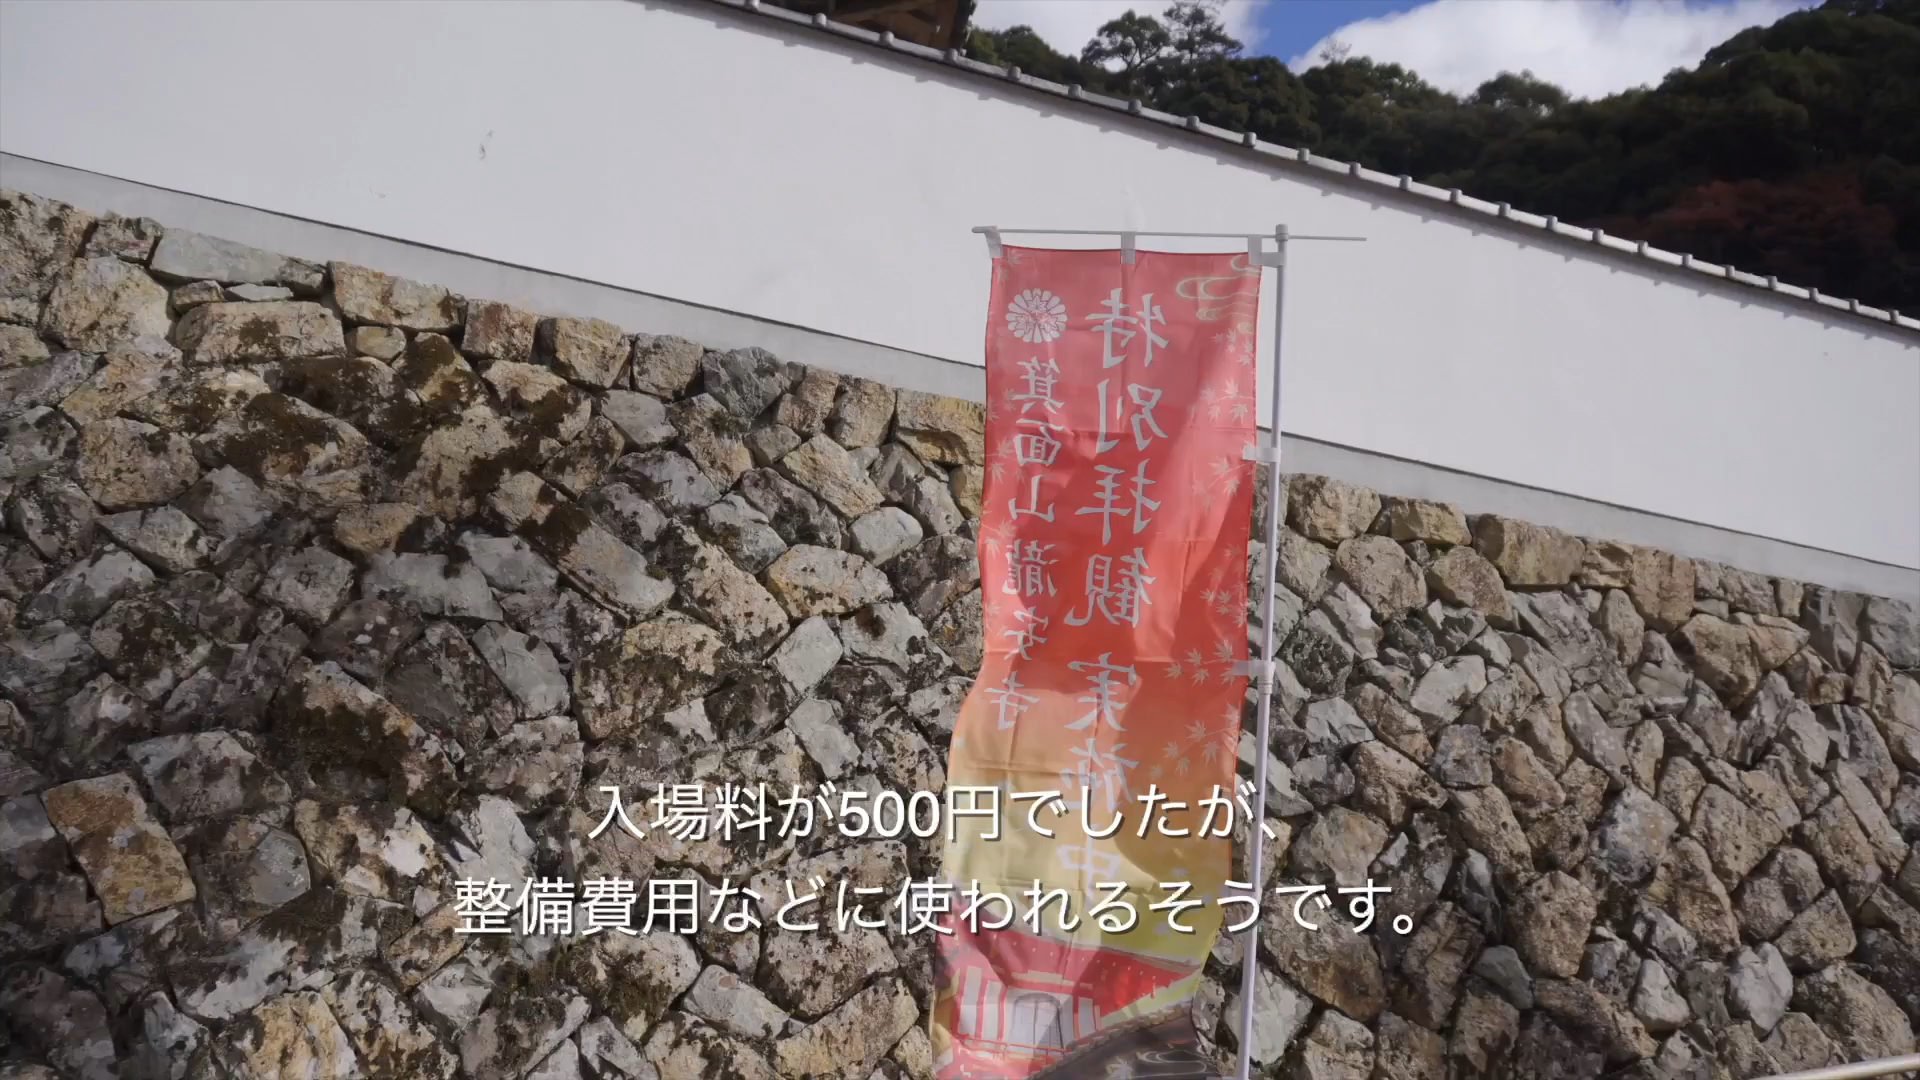 特別拝観 実施中
箕面山瀧安寺
入場料が500円でしたが、
整備費用などに使われるそうです。